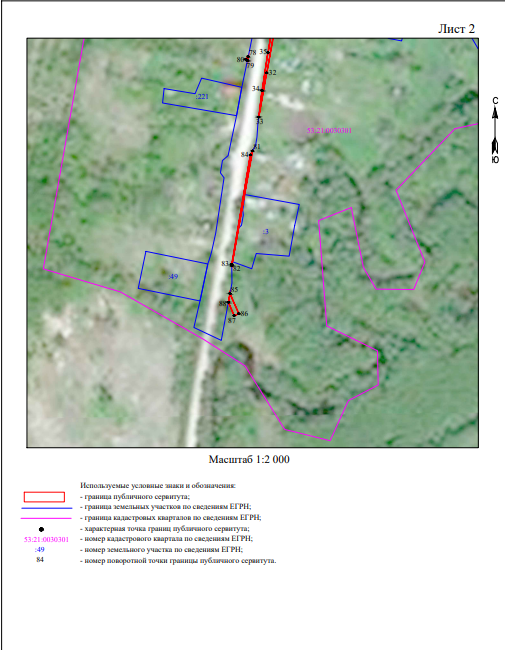 Лист 2
С
Ю
78
80
79
35
32
34
:221
33
53:21:0030301
81
84
:3
83
82
:49
85
88
86
87
Масштаб 1:2 000
Используемые условные знаки и обозначения:
- граница публичного сервитута;
- граница земельных участков по сведениям ЕГРН;
- граница кадастровых кварталов по сведениям ЕГРН;
- характерная точка границ публичного сервитута;
53:21:0030301 - номер кадастрового квартала по сведениям ЕГРН;
:49 - номер земельного участка по сведениям ЕГРН;
84 - номер поворотной точки границы публичного сервитута.